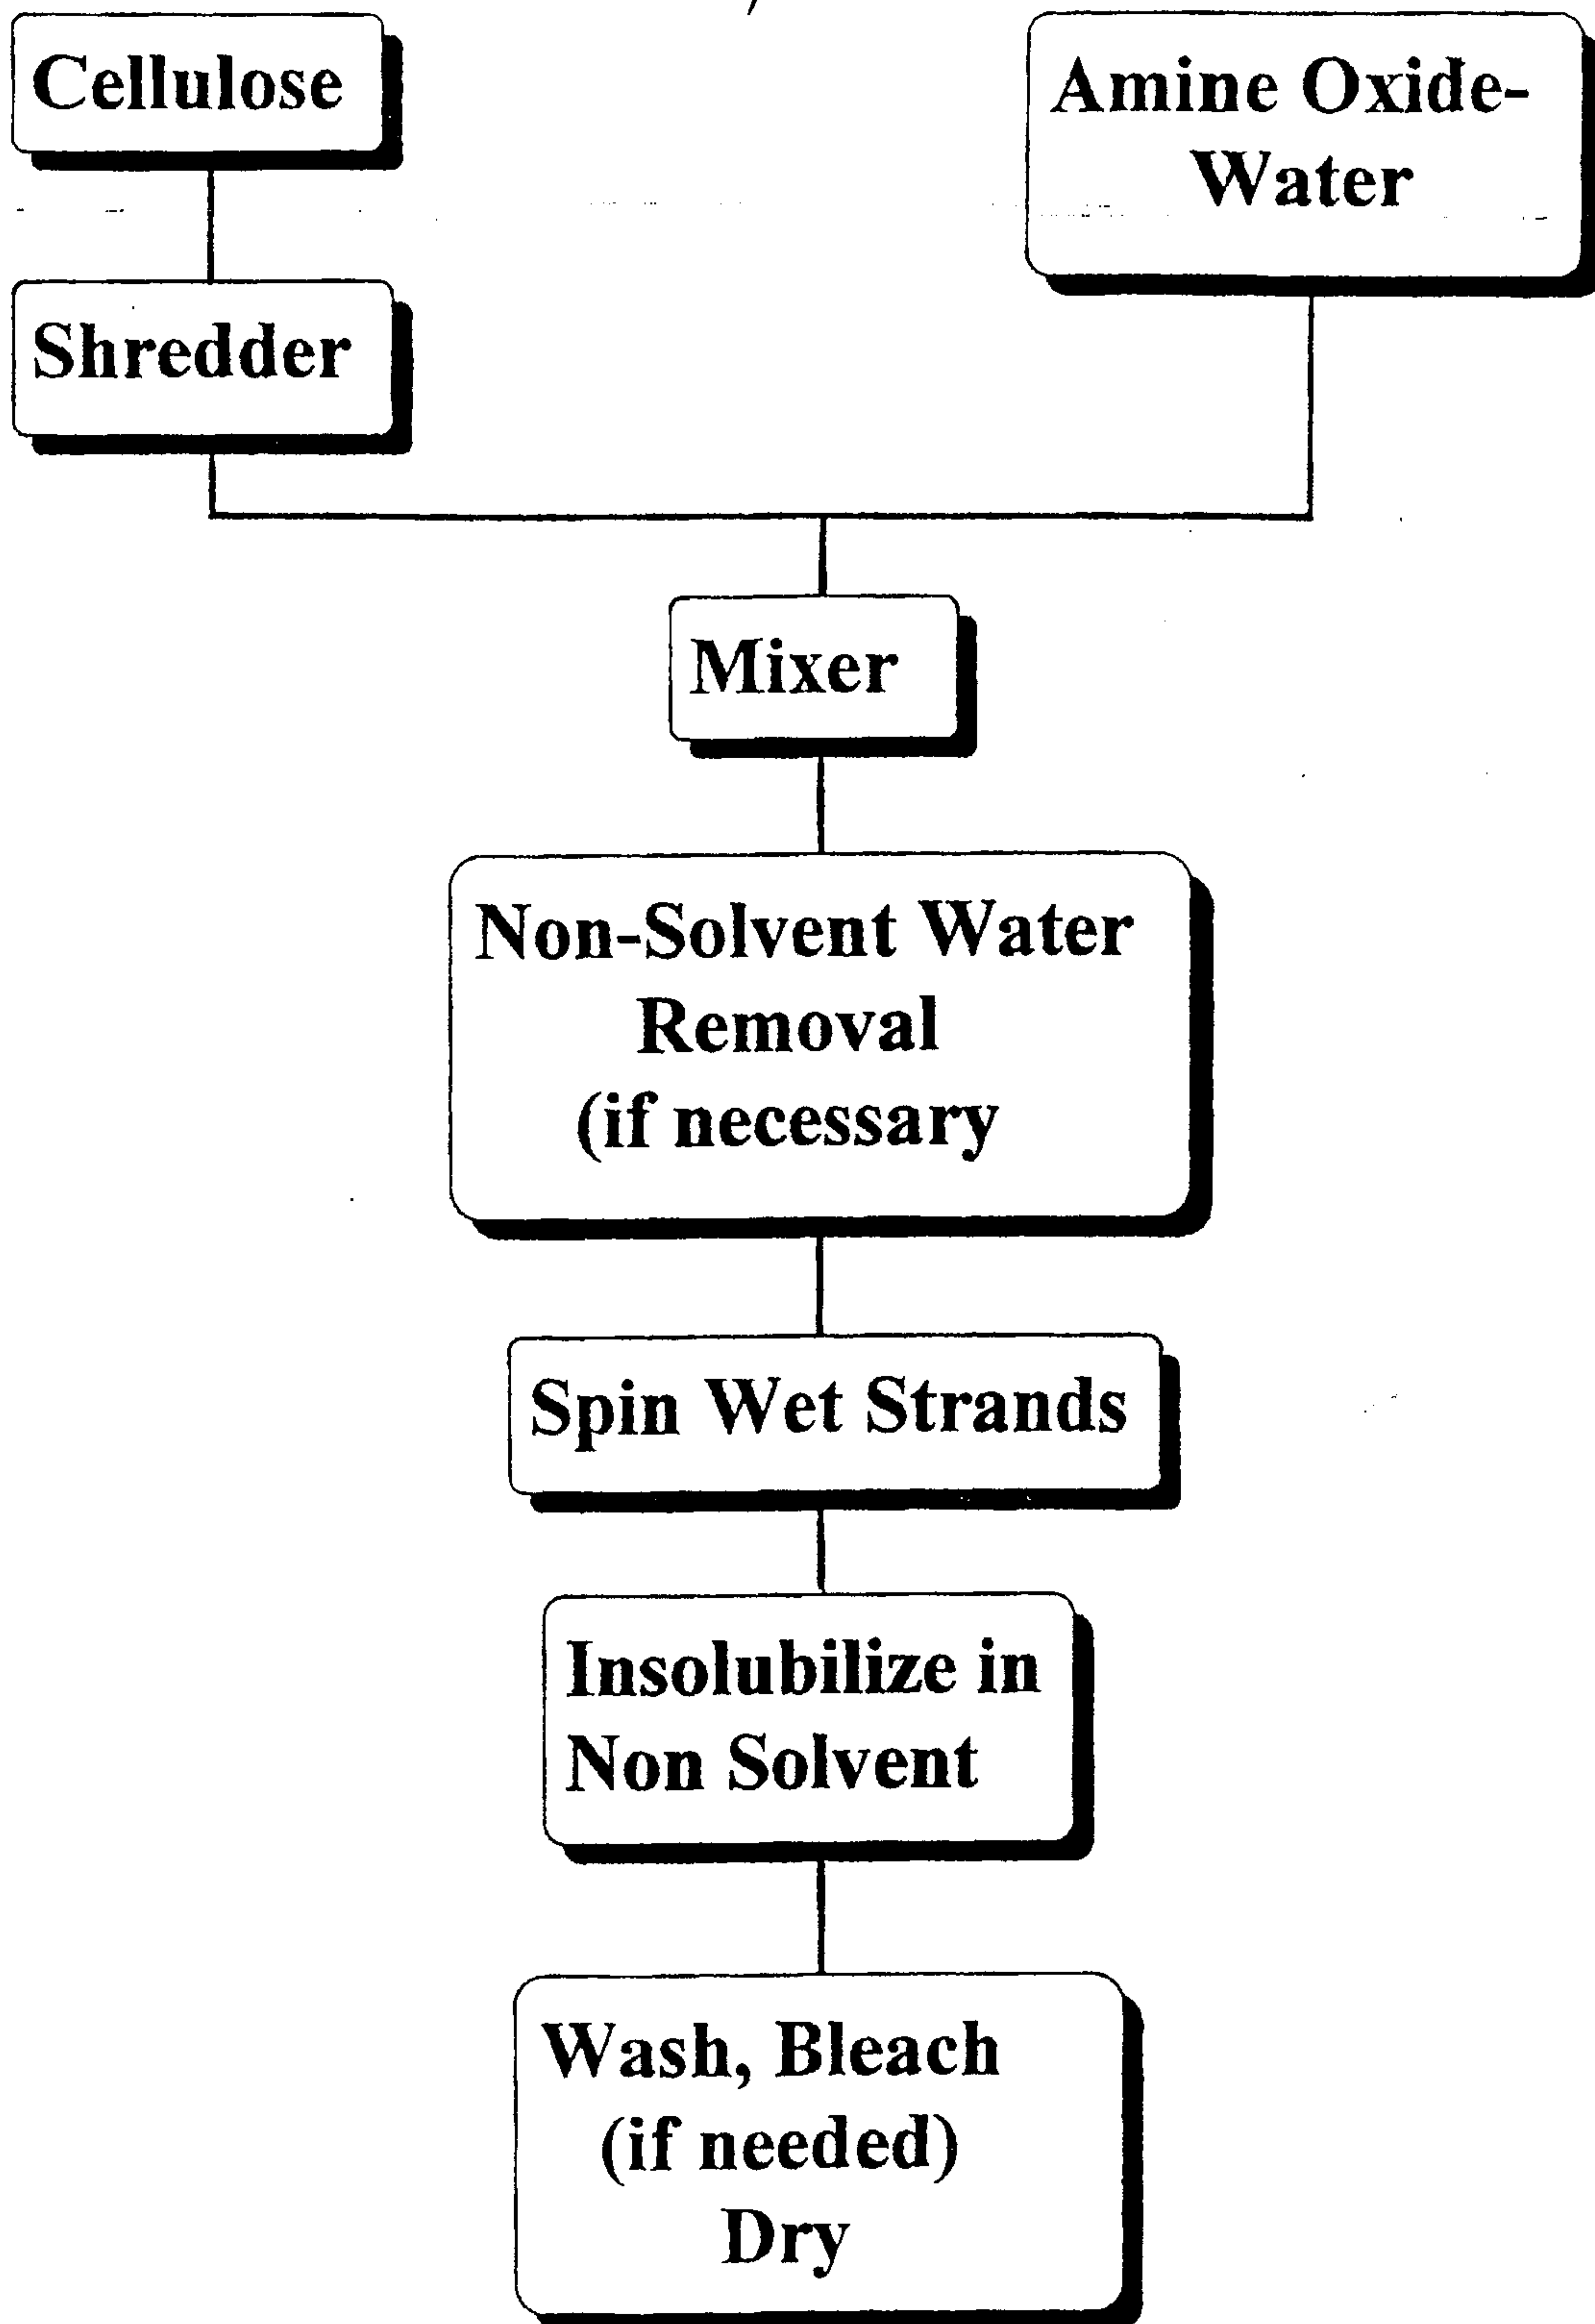 Cellulose
Amine Oxide-
Water
Shredder
Mixer
Non-Solvent Water
Removal
(if necessary
Spin Wet Strands
Insolubilize in
Non Solvent
Wash, Bleach
(if needed)
Dry